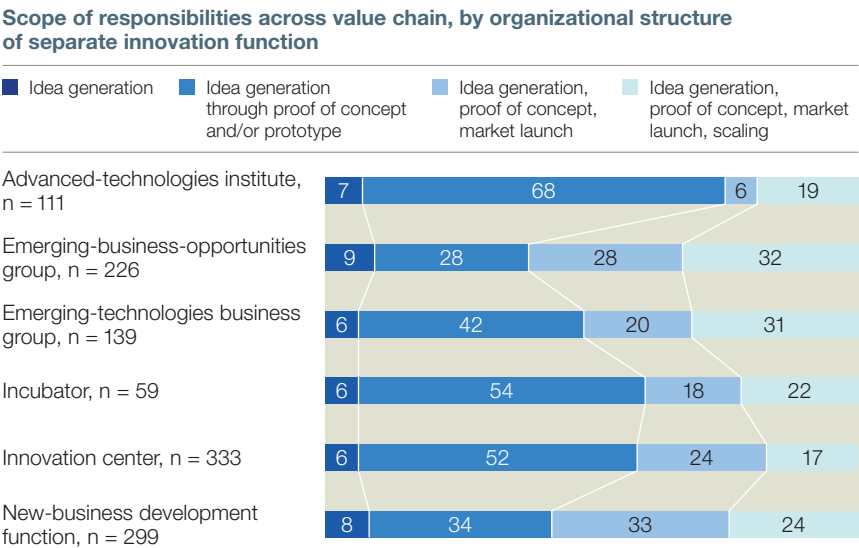 Scope of responsibilities across value chain, by organizational structure
of separate innovation function
Idea generation
Idea generation
through proof of concept
and/or prototype
Idea generation,
proof of concept,
market launch
Idea generation,
proof of concept, market
launch, scaling
Advanced-technologies institute,
n = 111
7 68 6 19
Emerging-business-opportunities
group, n = 226
9 28 28 32
Emerging-technologies business
group, n = 139
6 42 20 31
Incubator, n = 59
6 54 18 22
Innovation center, n = 333
6 52 24 17
New-business development
function, n = 299
8 34 33 24